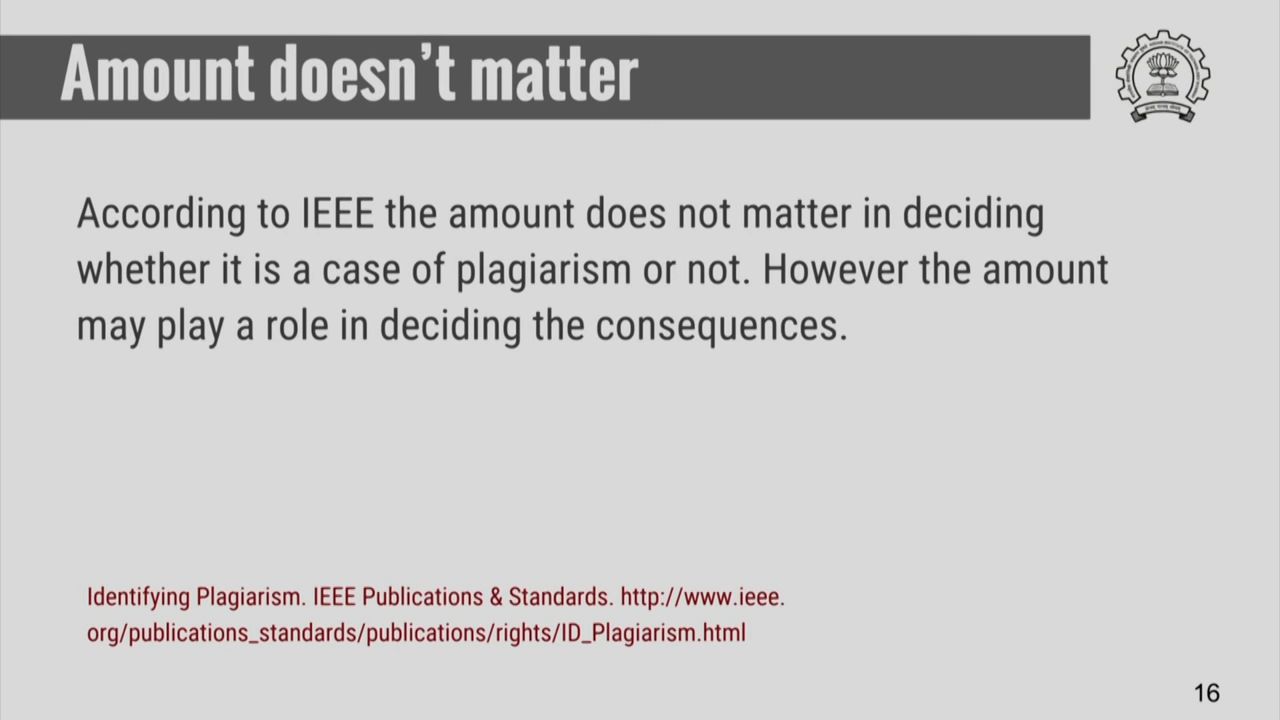 Amount doesn't matter
According to IEEE the amount does not matter in deciding
whether it is a case of plagiarism or not. However the amount
may play a role in deciding the consequences.
Identifying Plagiarism. IEEE Publications & Standards. http://www.ieee.
org/publications_standards/publications/rights/ID_Plagiarism.html
16